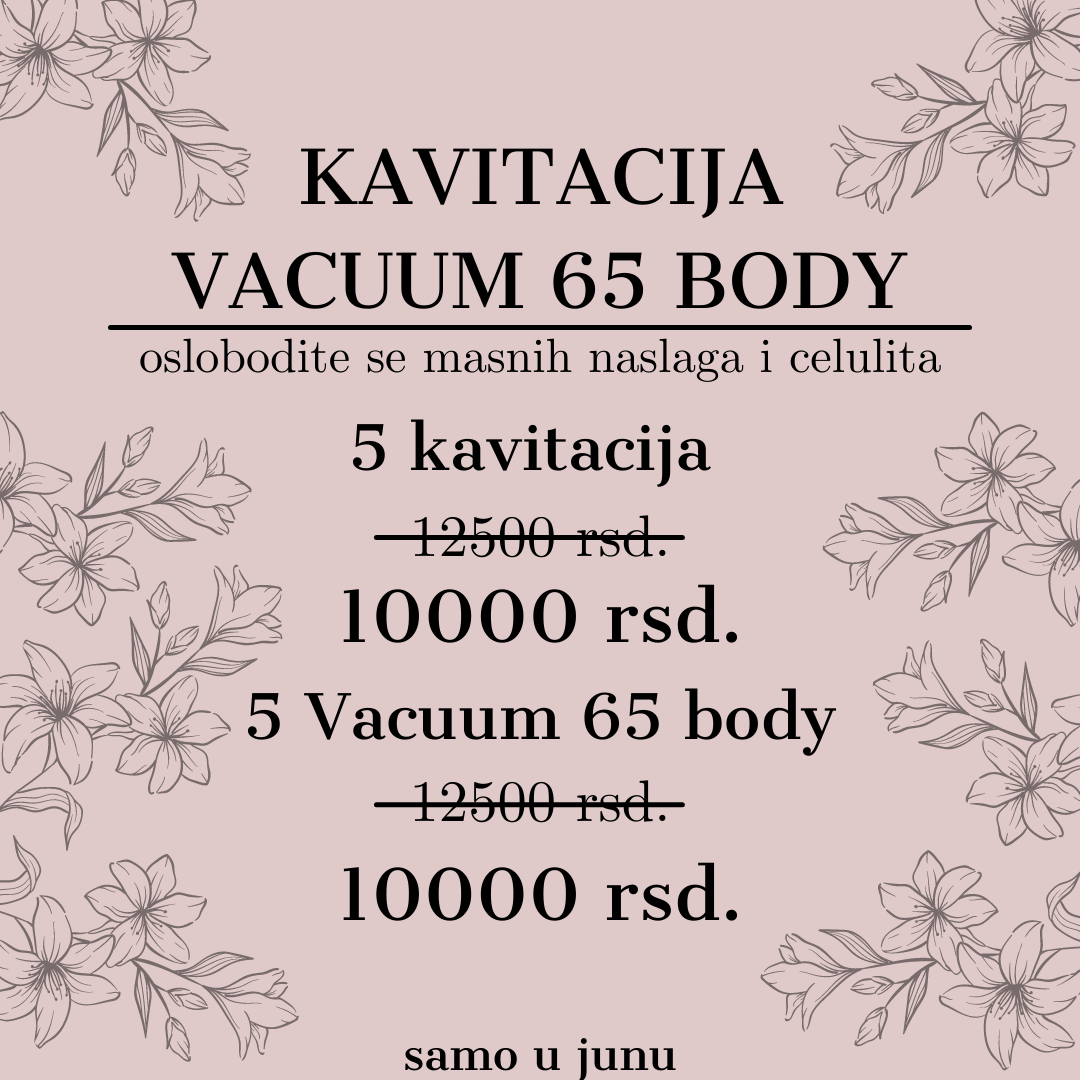 KAVITACIJA
VACUUM 65 BODY
oslobodite se masnih naslaga i celulita
5 kavitacija
12500 rsd.
10000 rsd.
5 Vacuum 65 body
12500 rsd.
10000 rsd.
samo u junu